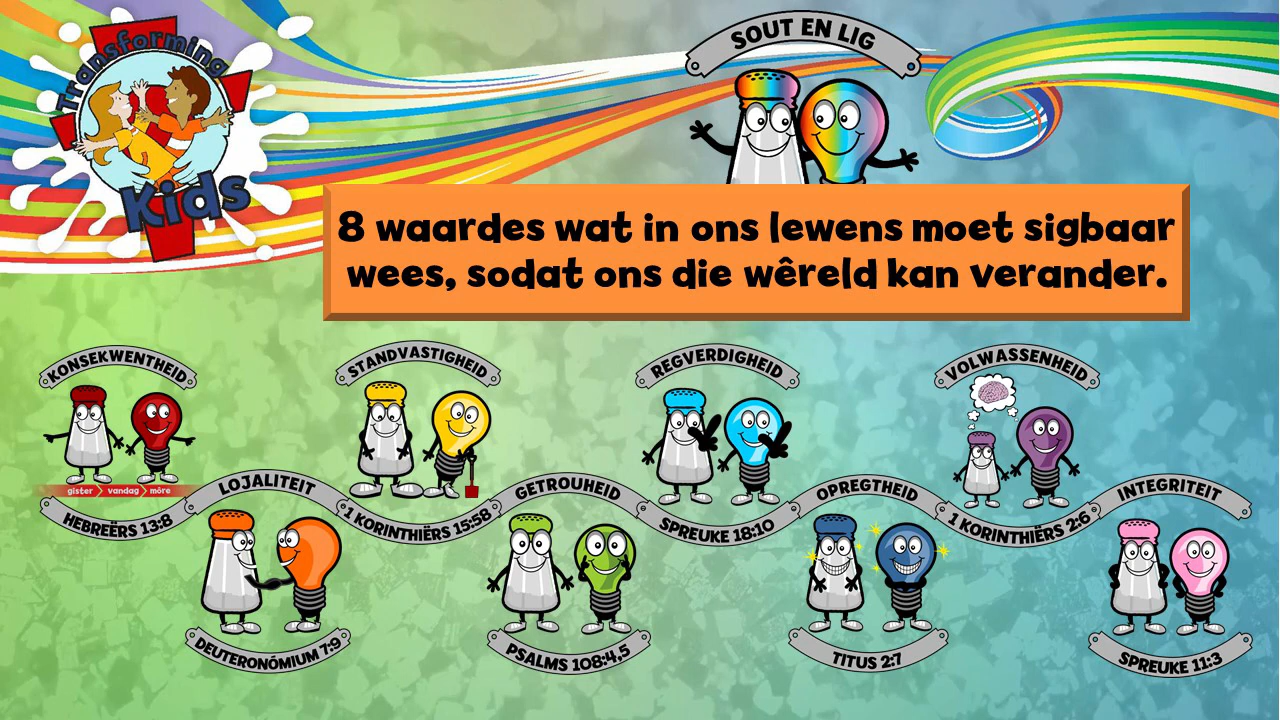 Transforming
Kids
SOUT EN LIG
8 waardes wat in ons lewens moet sigbaar
wees, sodat ons die wêreld kan verander.
KONSEKWENTHEID
gister vandag môre
HEBREËRS 13:8
LOJALITEIT
DEUTERONÓMIUM 7:9
STANDVASTIGHEID
1 KORINTHIËRS 15:58
GETROUHEID
PSALMS 108:4,5
REGVERDIGHEID
SPREUKE 18:10
OPREGTHEID
TITUS 2:7
VOLWASSENHEID
1 KORINTHIËRS 2:6
INTEGRITEIT
SPREUKE 11:3